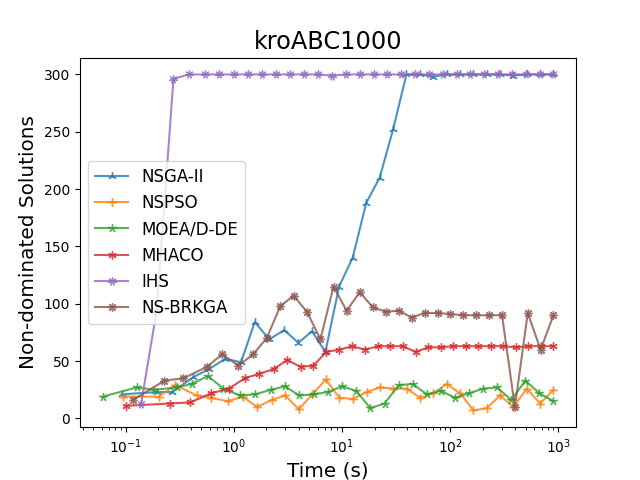 kroABC1000
Non-dominated Solutions
300
250
200
150
100
50
0
NSGA-II
NSPSO
MOEA/D-DE
MHACO
IHS
NS-BRKGA
10⁻¹ 10⁰ 10¹ 10² 10³
Time (s)